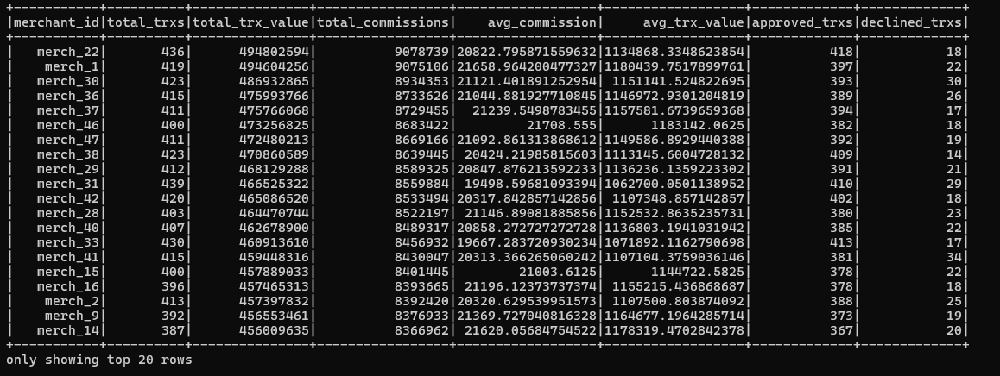 +-----------+----------+---------------+-----------------+------------------+------------------+-------------+-------------+
|merchant_id|total_trxs|total_trx_value|total_commissions|    avg_commission|     avg_trx_value|approved_trxs|declined_trxs|
+-----------+----------+---------------+-----------------+------------------+------------------+-------------+-------------+
|   merch_22|       436|      494802594|          9078739|20822.795871559632|1134868.3348623854|          418|           18|
|    merch_1|       419|      494604256|          9075106|21658.964200477327|1180439.7517899761|          397|           22|
|   merch_30|       423|      486932865|          8934353|21121.401891252954| 1151141.524822695|          393|           30|
|   merch_36|       415|      475993766|          8733626|21044.881927710845|1146972.9301204819|          389|           26|
|   merch_37|       411|      475766068|          8729455|  21239.5498783455|1157581.6739659368|          394|           17|
|   merch_46|       400|      473256825|          8683422|         21708.555|      1183142.0625|          382|           18|
|   merch_47|       411|      472480213|          8669166|21092.861313868612|1149586.8929440388|          392|           19|
|   merch_38|       423|      470860589|          8639445| 20424.21985815603|1113145.6004728132|          409|           14|
|   merch_29|       412|      468129288|          8589325|20847.876213592233|1136236.1359223302|          391|           21|
|   merch_31|       439|      466525322|          8559884| 19498.59681093394|1062700.0501138952|          410|           29|
|   merch_42|       420|      465086520|          8533494|20317.842857142856| 1107348.857142857|          402|           18|
|   merch_28|       403|      464470744|          8522197| 21146.89081885856|1152532.8635235731|          380|           23|
|   merch_40|       407|      462678900|          8489317|20858.272727272728|1136803.1941031942|          385|           22|
|   merch_33|       430|      460913610|          8456932|19667.283720930234|1071892.1162790698|          413|           17|
|   merch_41|       415|      459448316|          8430047|20313.366265060242|1107104.3759036146|          381|           34|
|   merch_15|       400|      457889033|          8401445|        21003.6125|      1144722.5825|          378|           22|
|   merch_16|       396|      457465313|          8393665| 21196.12373737374| 1155215.436868687|          378|           18|
|    merch_2|       413|      457397832|          8392420|20320.629539951573| 1107500.803874092|          388|           25|
|    merch_9|       392|      456553461|          8376933|21369.727040816328|1164677.1964285714|          373|           19|
|   merch_14|       387|      456009635|          8366962| 21620.05684754522|1178319.4702842378|          367|           20|
+-----------+----------+---------------+-----------------+------------------+------------------+-------------+-------------+
only showing top 20 rows